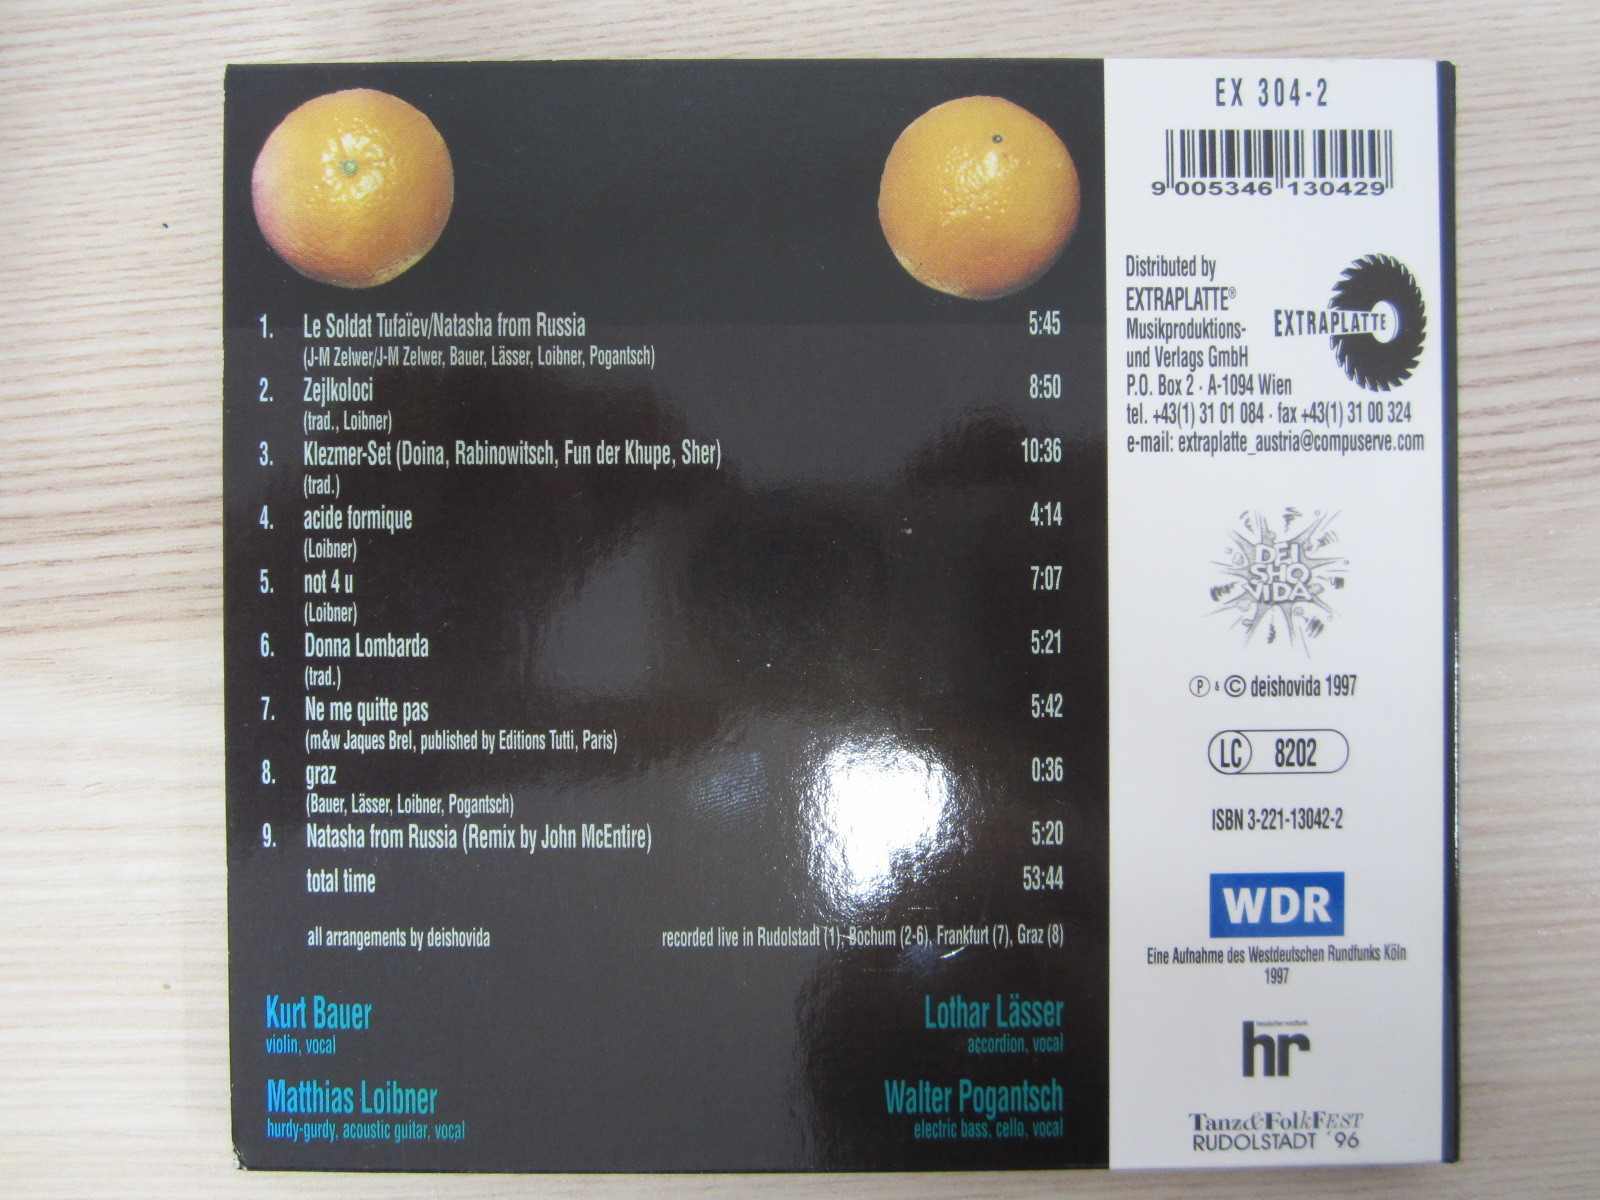 1. Le Soldat Tufaïev/Natasha from Russia 5:45
(J-M Zelwer/J-M Zelwer, Bauer, Lässer, Loibner, Pogantsch)
2. Zejlkoloci 8:50
(trad., Loibner)
3. Klezmer-Set (Doina, Rabinowitsch, Fun der Khupe, Sher) 10:36
(trad.)
4. acide formique 4:14
(Loibner)
5. not 4 u 7:07
(Loibner)
6. Donna Lombarda 5:21
(trad.)
7. Ne me quitte pas 5:42
(m&w Jaques Brel, published by Editions Tutti, Paris)
8. graz 0:36
(Bauer, Lässer, Loibner, Pogantsch)
9. Natasha from Russia (Remix by John McEntire) 5:20
total time 53:44
all arrangements by deishovida recorded live in Rudolstadt (1), Bochum (2-6), Frankfurt (7), Graz (8)
Kurt Bauer
violin, vocal
Lothar Lässer
accordion, vocal
Matthias Loibner
hurdy-gurdy, acoustic guitar, vocal
Walter Pogantsch
electric bass, cello, vocal
EX 304-2
9 005346 130429
Distributed by
EXTRAPLATTE®
Musikproduktions-
und Verlags GmbH
P.O. Box 2 · A-1094 Wien
tel. +43(1) 31 01 084 · fax +43(1) 31 00 324
e-mail: extraplatte_austria@compuserve.com
EXTRAPLATTE
DEI
SHO
VIDA
Ⓟ & © deishovida 1997
LC 8202
ISBN 3-221-13042-2
WDR
Eine Aufnahme des Westdeutschen Rundfunks Köln
1997
hessischer rundfunk
hr
Tanz&FolkFEST
RUDOLSTADT '96